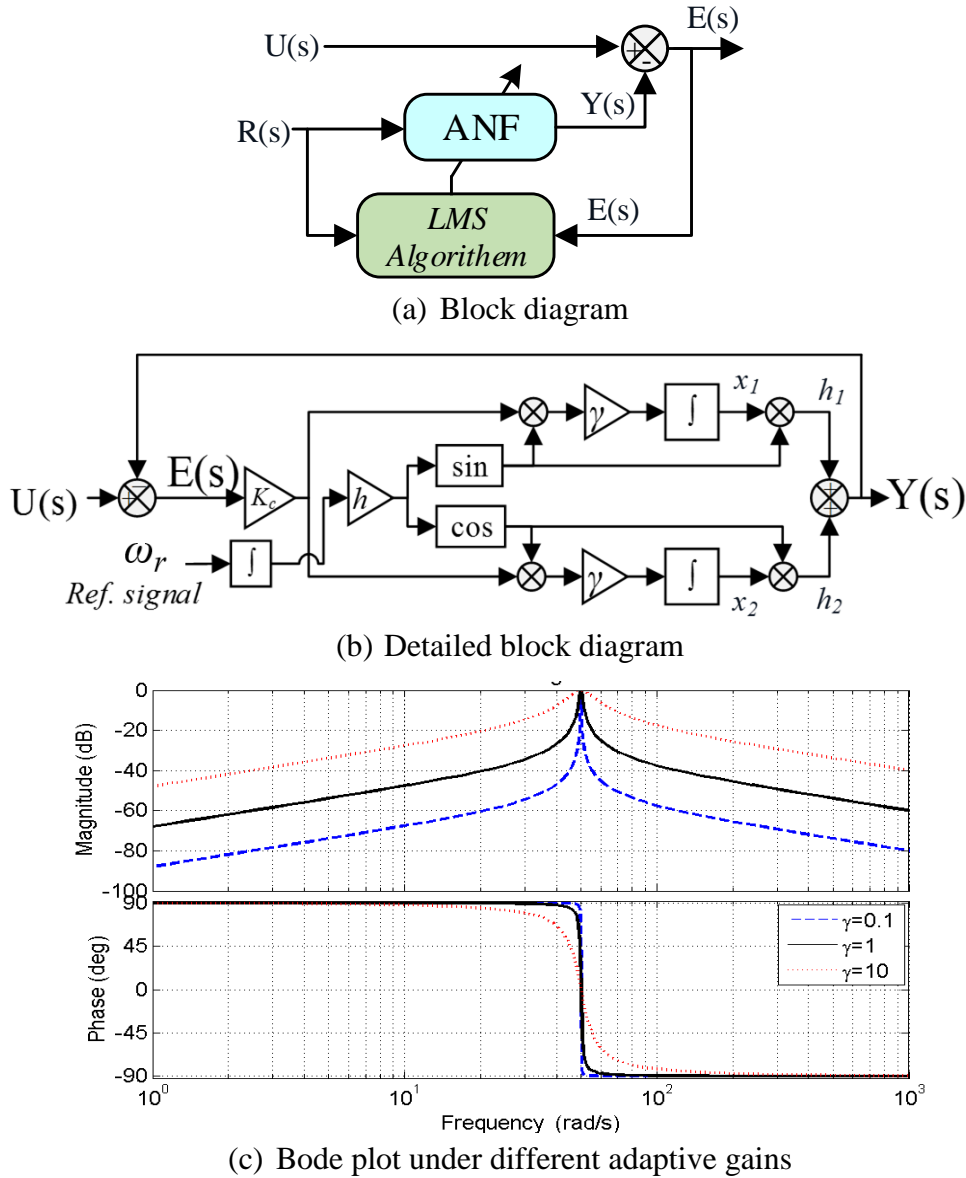 E(s)
U(s)
+
-
Y(s)
R(s)
ANF
E(s)
LMS
Algorithem
(a) Block diagram
x1
h1
γ
∫
sin
E(s)
Kc
h
U(s)
+
−
Y(s)
+
+
cos
ωr
∫
Ref. signal
γ
∫
x2
h2
(b) Detailed block diagram
0
-20
-40
-60
-80
-100
Magnitude (dB)
90
45
0
-45
-90
Phase (deg)
γ=0.1
γ=1
γ=10
10^0
10^1
10^2
10^3
Frequency (rad/s)
(c) Bode plot under different adaptive gains